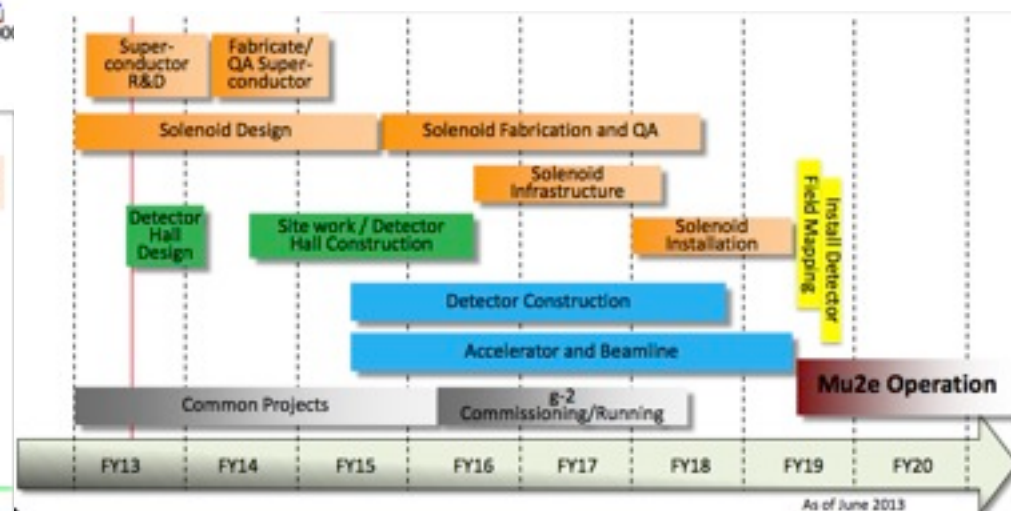 Super-
conductor
R&D
Fabricate/
QA Super-
conductor
Solenoid Design
Solenoid Fabrication and QA
Solenoid
Infrastructure
Detector
Hall
Design
Site work / Detector
Hall Construction
Solenoid
Installation
Field Mapping
Install Detector
Detector Construction
Accelerator and Beamline
Mu2e Operation
Common Projects
g-2
Commissioning/Running
FY13 FY14 FY15 FY16 FY17 FY18 FY19 FY20
As of June 2013